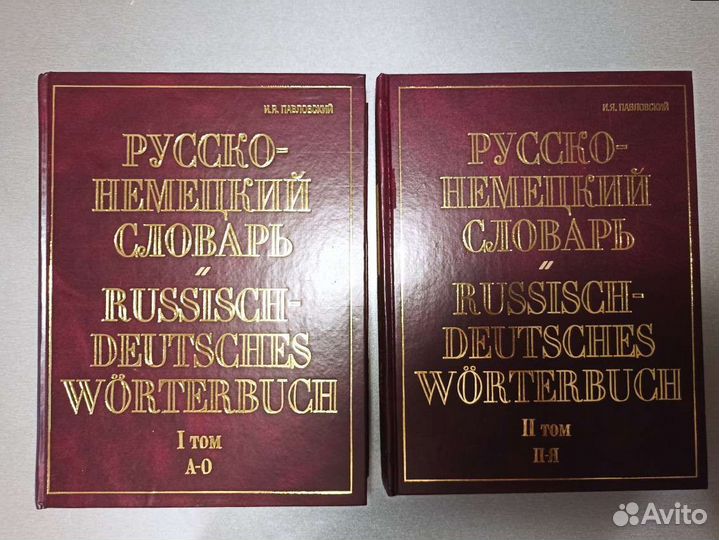 И.Я. ПАВЛОВСКИЙ
РУССКО-
НЕМЕЦКИЙ
СЛОВАРЬ
RUSSISCH-
DEUTSCHES
WÖRTERBUCH
I том
А-О
И.Я. ПАВЛОВСКИЙ
РУССКО-
НЕМЕЦКИЙ
СЛОВАРЬ
RUSSISCH-
DEUTSCHES
WÖRTERBUCH
II том
П-Я
Avito